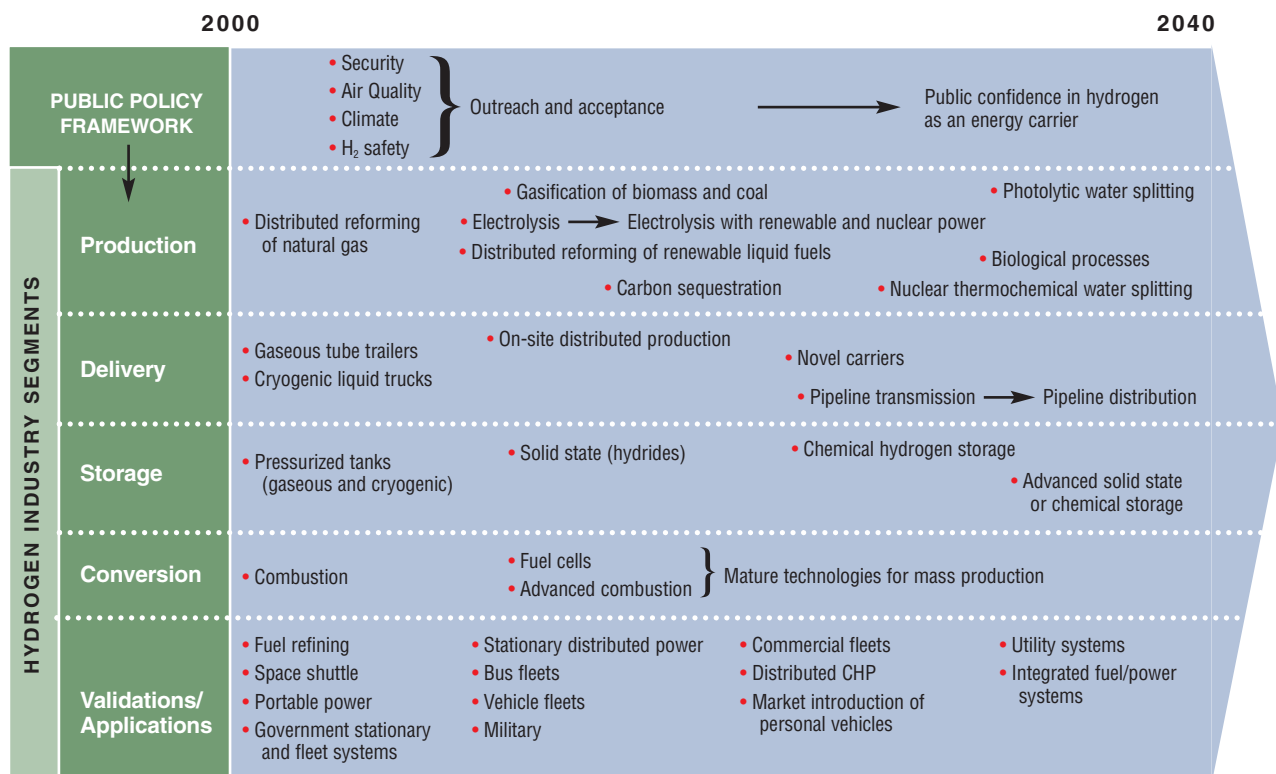 2000
2040
PUBLIC POLICY
FRAMEWORK
• Security
• Air Quality
• Climate
• H₂ safety
Outreach and acceptance
Public confidence in hydrogen
as an energy carrier
HYDROGEN INDUSTRY SEGMENTS
Production
• Distributed reforming
of natural gas
• Gasification of biomass and coal
• Electrolysis
Electrolysis with renewable and nuclear power
• Distributed reforming of renewable liquid fuels
• Carbon sequestration
• Photolytic water splitting
• Biological processes
• Nuclear thermochemical water splitting
Delivery
• Gaseous tube trailers
• Cryogenic liquid trucks
• On-site distributed production
• Novel carriers
• Pipeline transmission
Pipeline distribution
Storage
• Pressurized tanks
(gaseous and cryogenic)
• Solid state (hydrides)
• Chemical hydrogen storage
• Advanced solid state
or chemical storage
Conversion
• Combustion
• Fuel cells
• Advanced combustion
Mature technologies for mass production
Validations/
Applications
• Fuel refining
• Space shuttle
• Portable power
• Government stationary
and fleet systems
• Stationary distributed power
• Bus fleets
• Vehicle fleets
• Military
• Commercial fleets
• Distributed CHP
• Market introduction of
personal vehicles
• Utility systems
• Integrated fuel/power
systems